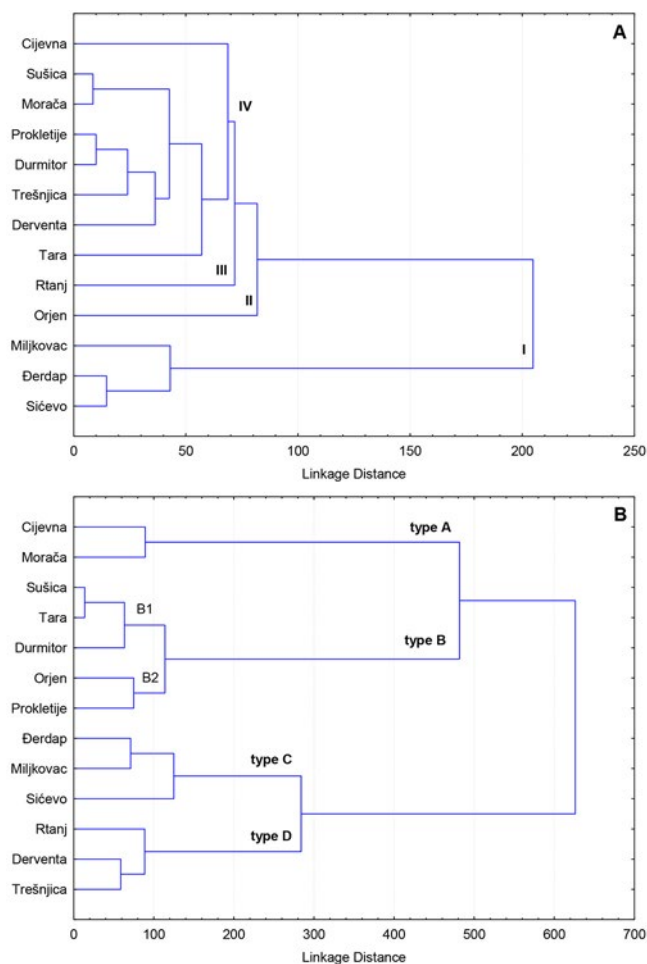 A
Cijevna
Sušica
Morača
IV
Prokletije
Durmitor
Trešnjica
Derventa
Tara
III
Rtanj
II
Orjen
Miljkovac
I
Đerdap
Sićevo
0 50 100 150 200 250
Linkage Distance
B
Cijevna
type A
Morača
Sušica
B1
Tara
type B
Durmitor
Orjen
B2
Prokletije
Đerdap
type C
Miljkovac
Sićevo
Rtanj
type D
Derventa
Trešnjica
0 100 200 300 400 500 600 700
Linkage Distance